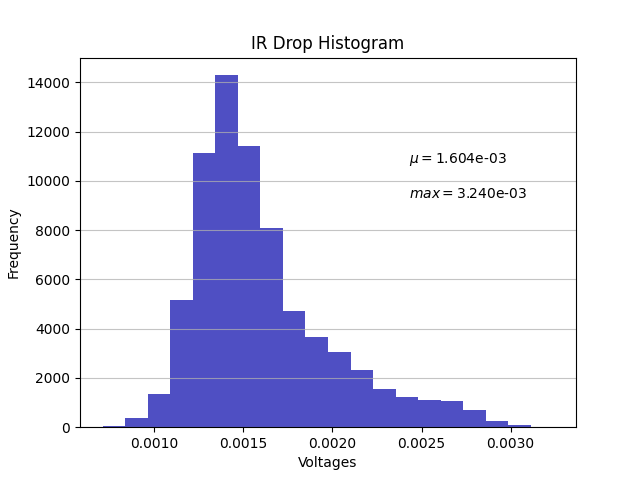 IR Drop Histogram
14000
12000
10000
8000
6000
4000
2000
0
Frequency
μ = 1.604e-03
max = 3.240e-03
0.0010 0.0015 0.0020 0.0025 0.0030
Voltages